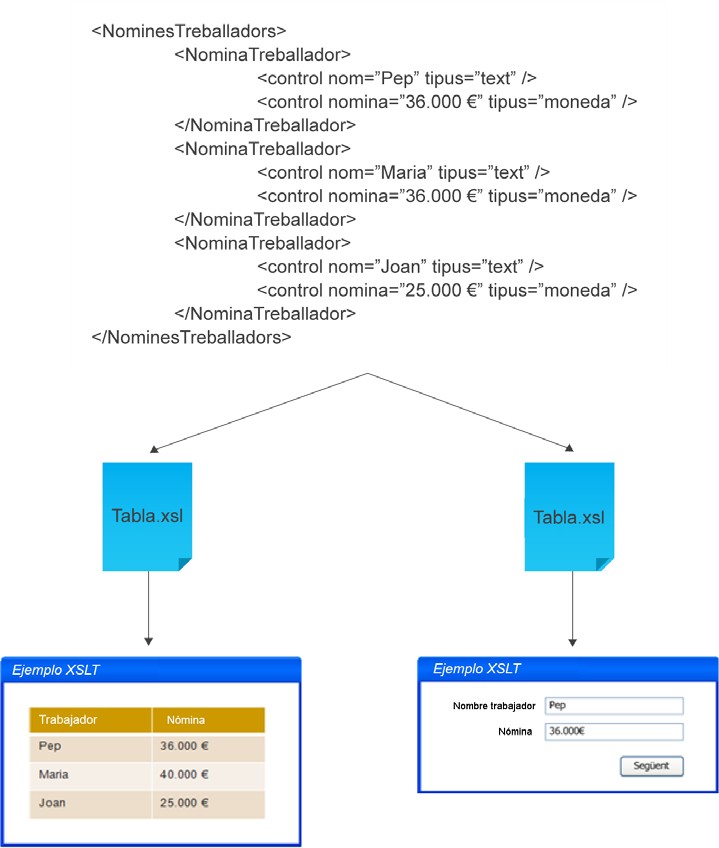 <NominesTreballadors>
<NominaTreballador>
<control nom=”Pep” tipus=”text” />
<control nomina=”36.000 €” tipus=”moneda” />
</NominaTreballador>
<NominaTreballador>
<control nom=”Maria” tipus=”text” />
<control nomina=”36.000 €” tipus=”moneda” />
</NominaTreballador>
<NominaTreballador>
<control nom=”Joan” tipus=”text” />
<control nomina=”25.000 €” tipus=”moneda” />
</NominaTreballador>
</NominesTreballadors>
Tabla.xsl
Tabla.xsl
Ejemplo XSLT
Trabajador Nómina
Pep 36.000 €
Maria 40.000 €
Joan 25.000 €
Ejemplo XSLT
Nombre trabajador Pep
Nómina 36.000€
Següent